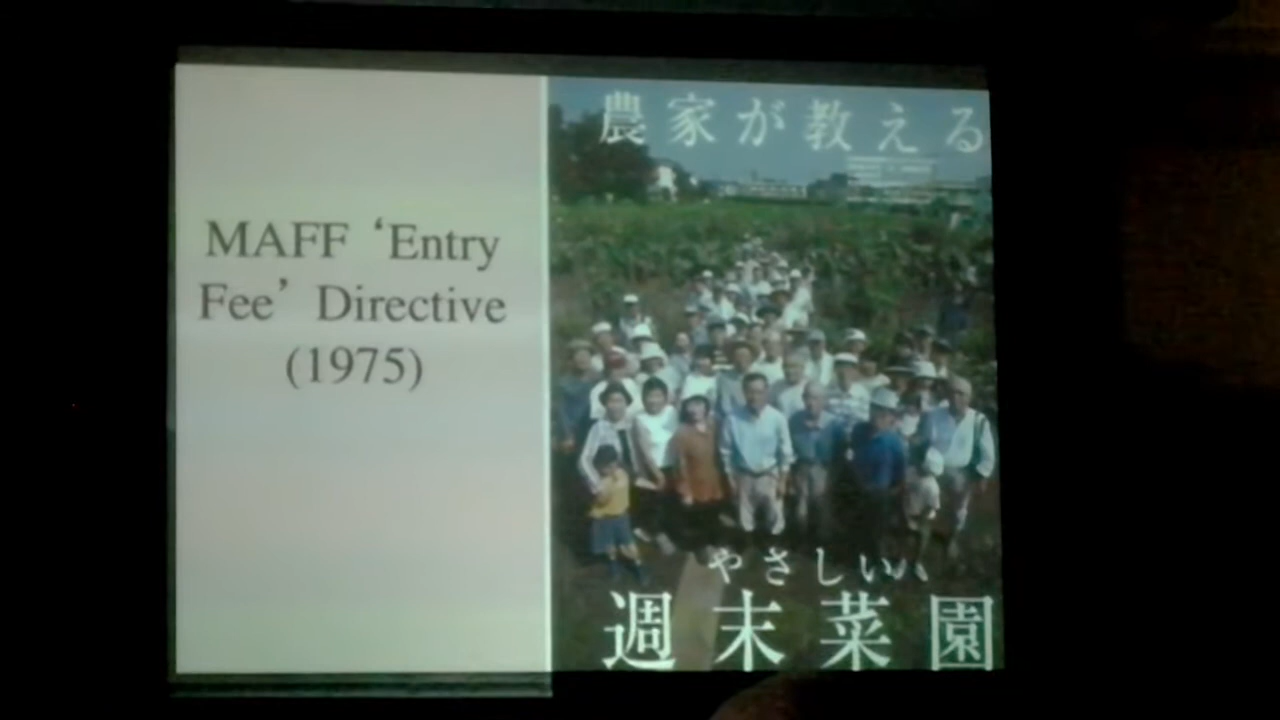 MAFF ‘Entry
Fee’ Directive
(1975)
農家が教える
やさしい
週末菜園